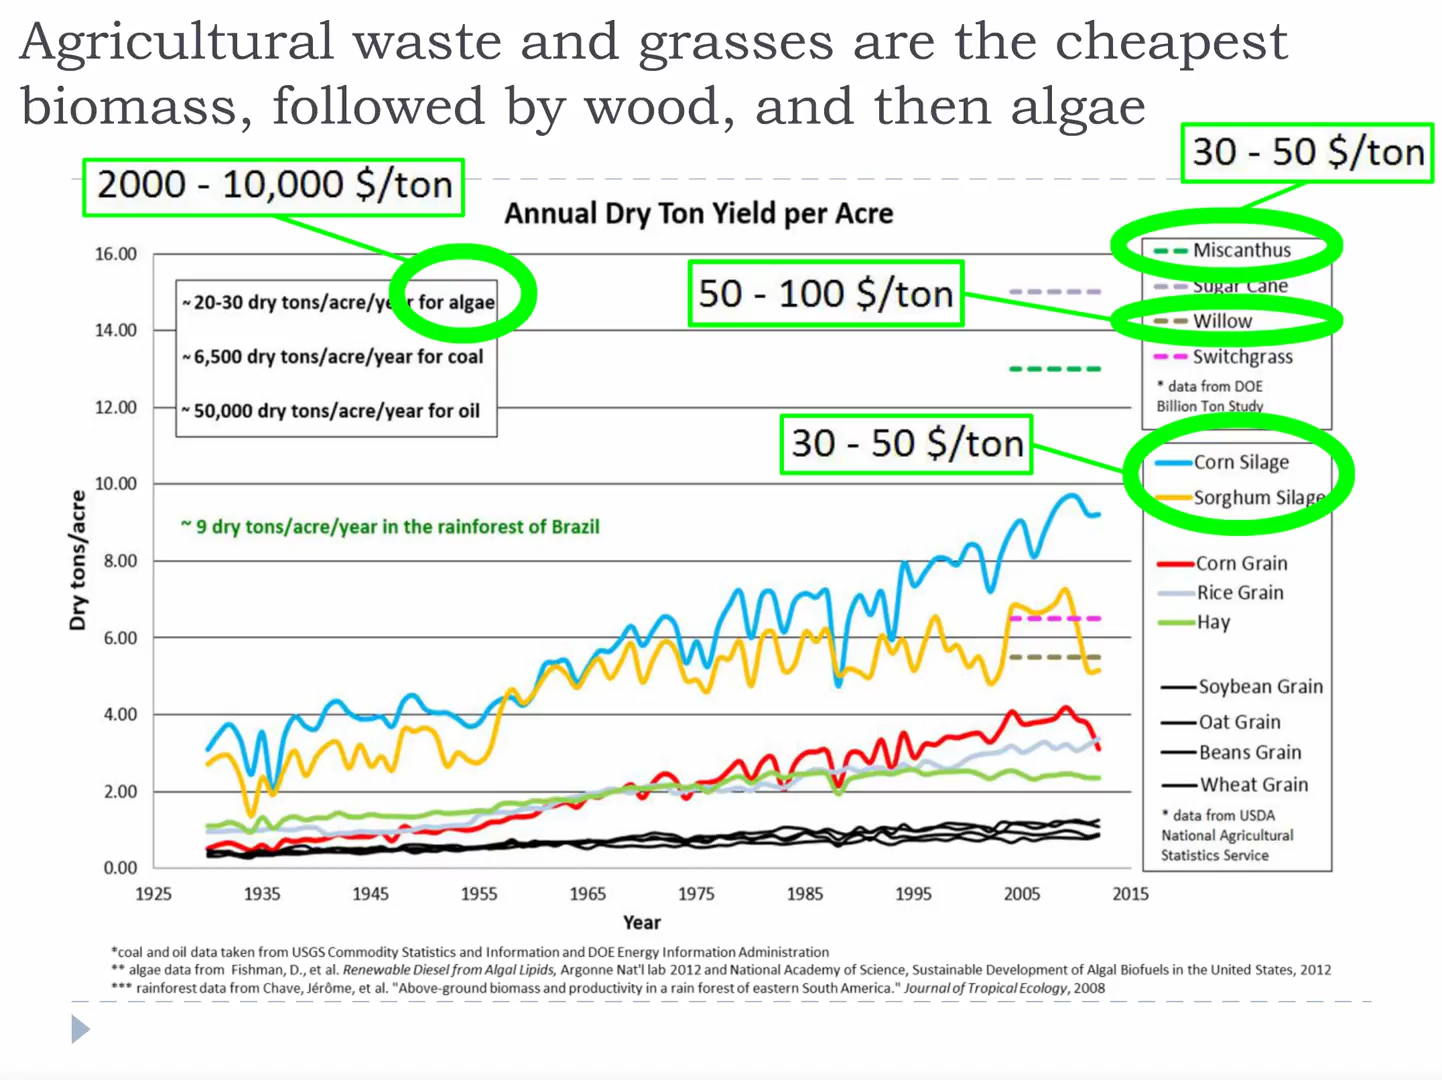 Agricultural waste and grasses are the cheapest
biomass, followed by wood, and then algae
30 - 50 $/ton
2000 - 10,000 $/ton
Annual Dry Ton Yield per Acre
50 - 100 $/ton
30 - 50 $/ton
~ 20-30 dry tons/acre/year for algae
~ 6,500 dry tons/acre/year for coal
~ 50,000 dry tons/acre/year for oil
~ 9 dry tons/acre/year in the rainforest of Brazil
Dry tons/acre
16.00
14.00
12.00
10.00
8.00
6.00
4.00
2.00
0.00
1925 1935 1945 1955 1965 1975 1985 1995 2005 2015
Year
Miscanthus
Sugar Cane
Willow
Switchgrass
* data from DOE
Billion Ton Study
Corn Silage
Sorghum Silage
Corn Grain
Rice Grain
Hay
Soybean Grain
Oat Grain
Beans Grain
Wheat Grain
* data from USDA
National Agricultural
Statistics Service
*coal and oil data taken from USGS Commodity Statistics and Information and DOE Energy Information Administration
** algae data from Fishman, D., et al. Renewable Diesel from Algal Lipids, Argonne Nat'l lab 2012 and National Academy of Science, Sustainable Development of Algal Biofuels in the United States, 2012
*** rainforest data from Chave, Jérôme, et al. "Above-ground biomass and productivity in a rain forest of eastern South America." Journal of Tropical Ecology, 2008